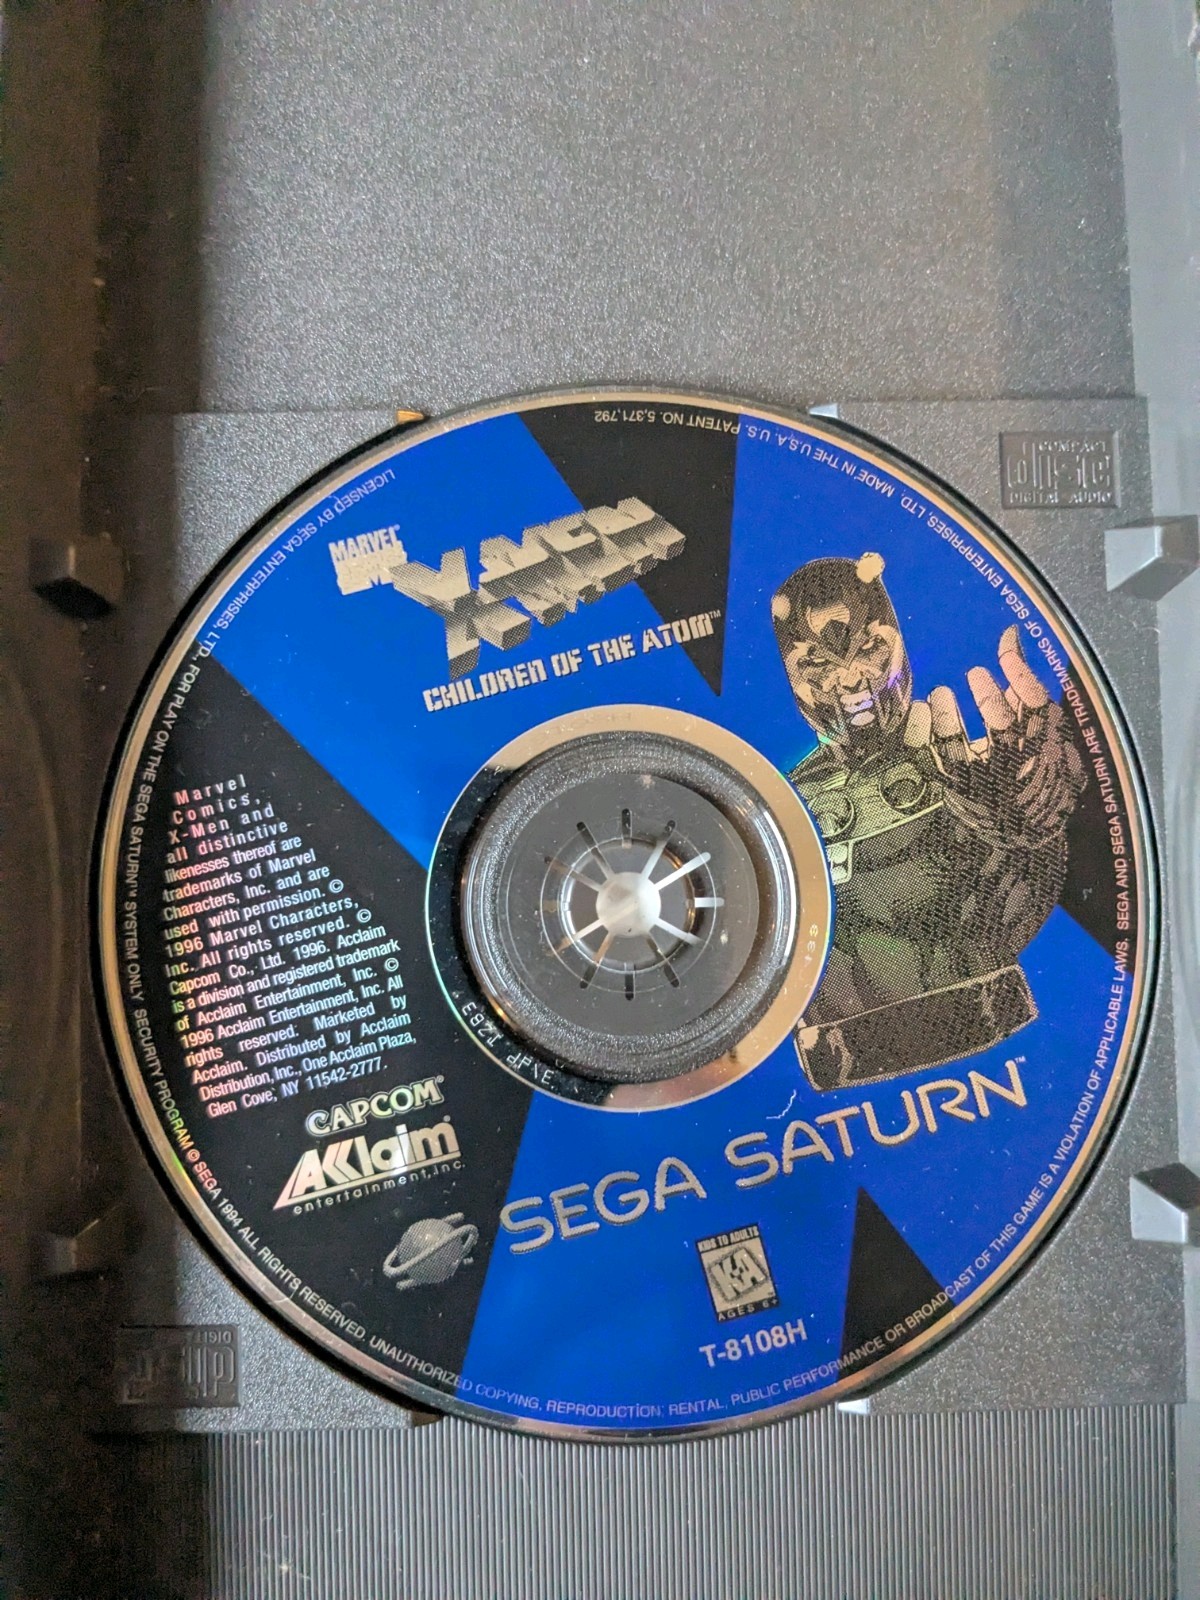 MARVEL
COMICS
X-MEN
CHILDREN OF THE ATOM™
Marvel
Comics,
X-Men and
all distinctive
likenesses thereof are
trademarks of Marvel
Characters, Inc. and are
used with permission. ©
1996 Marvel Characters,
Inc. All rights reserved. ©
Capcom Co., Ltd. 1996. Acclaim
is a division and registered trademark
of Acclaim Entertainment, Inc. ©
1996 Acclaim Entertainment, Inc. All
rights reserved. Marketed by
Acclaim. Distributed by Acclaim
Distribution, Inc., One Acclaim Plaza,
Glen Cove, NY 11542-2777.
CAPCOM®
AKKlaim®
entertainment, inc.
SEGA SATURN™
KIDS TO ADULTS
KA
AGES 6+
T-8108H
LICENSED BY SEGA ENTERPRISES, LTD. FOR PLAY ON THE SEGA SATURN™ SYSTEM ONLY SECURITY PROGRAM © SEGA 1994 ALL RIGHTS RESERVED. UNAUTHORIZED COPYING, REPRODUCTION, RENTAL, PUBLIC PERFORMANCE OR BROADCAST OF THIS GAME IS A VIOLATION OF APPLICABLE LAWS. SEGA AND SEGA SATURN ARE TRADEMARKS OF SEGA ENTERPRISES, LTD. MADE IN THE U.S.A. U.S. PATENT NO. 5,371,792
COMPACT
disc
DIGITAL AUDIO
disc